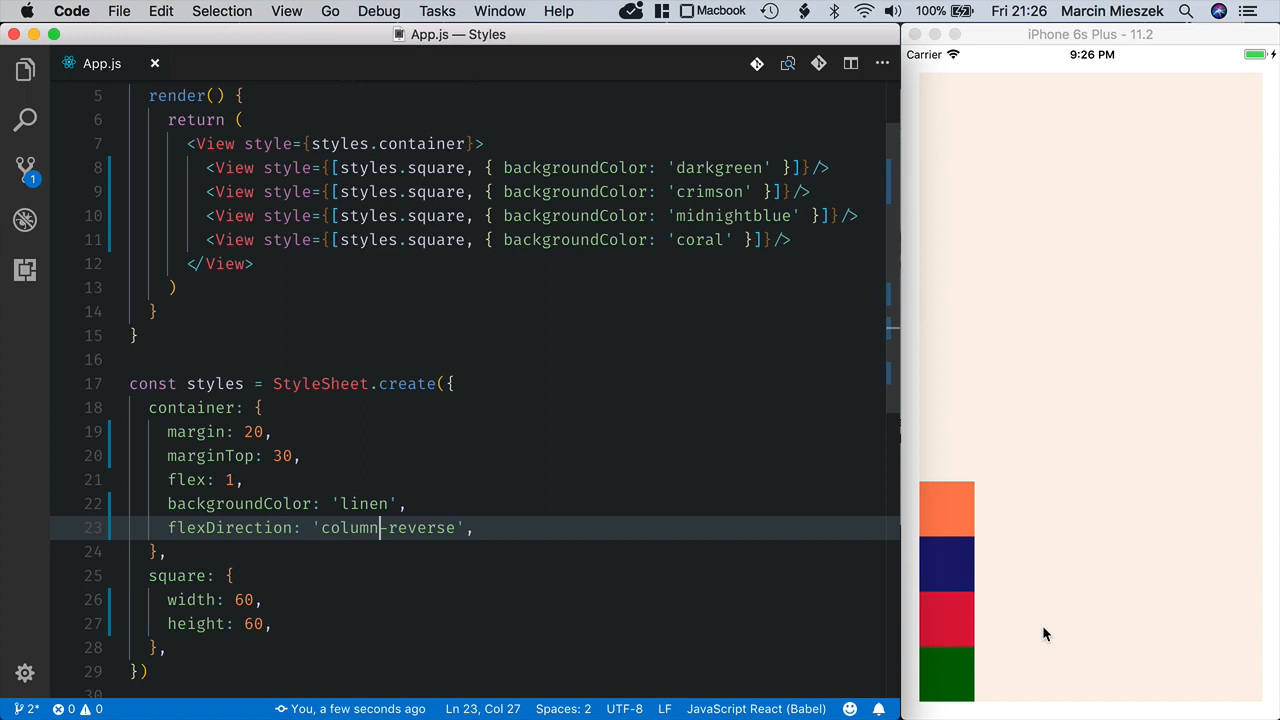 Code File Edit Selection View Go Debug Tasks Window Help Macbook 100% Fri 21:26 Marcin Mieszek
App.js — Styles
iPhone 6s Plus - 11.2
App.js
Carrier 9:26 PM
5 render() {
6 return (
7 <View style={styles.container}>
8 <View style={[styles.square, { backgroundColor: 'darkgreen' }]}/>
9 <View style={[styles.square, { backgroundColor: 'crimson' }]}/>
10 <View style={[styles.square, { backgroundColor: 'midnightblue' }]}/>
11 <View style={[styles.square, { backgroundColor: 'coral' }]}/>
12 </View>
13 )
14 }
15 }
16
17 const styles = StyleSheet.create({
18 container: {
19 margin: 20,
20 marginTop: 30,
21 flex: 1,
22 backgroundColor: 'linen',
23 flexDirection: 'column-reverse',
24 },
25 square: {
26 width: 60,
27 height: 60,
28 },
29 })
30
1
2* 0 0 You, a few seconds ago Ln 23, Col 27 Spaces: 2 UTF-8 LF JavaScript React (Babel)